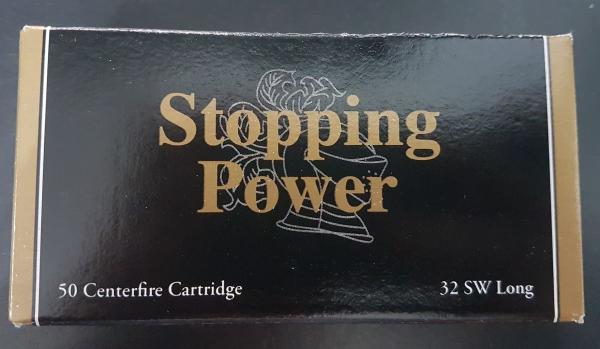 Stopping
Power
50 Centerfire Cartridge
32 SW Long